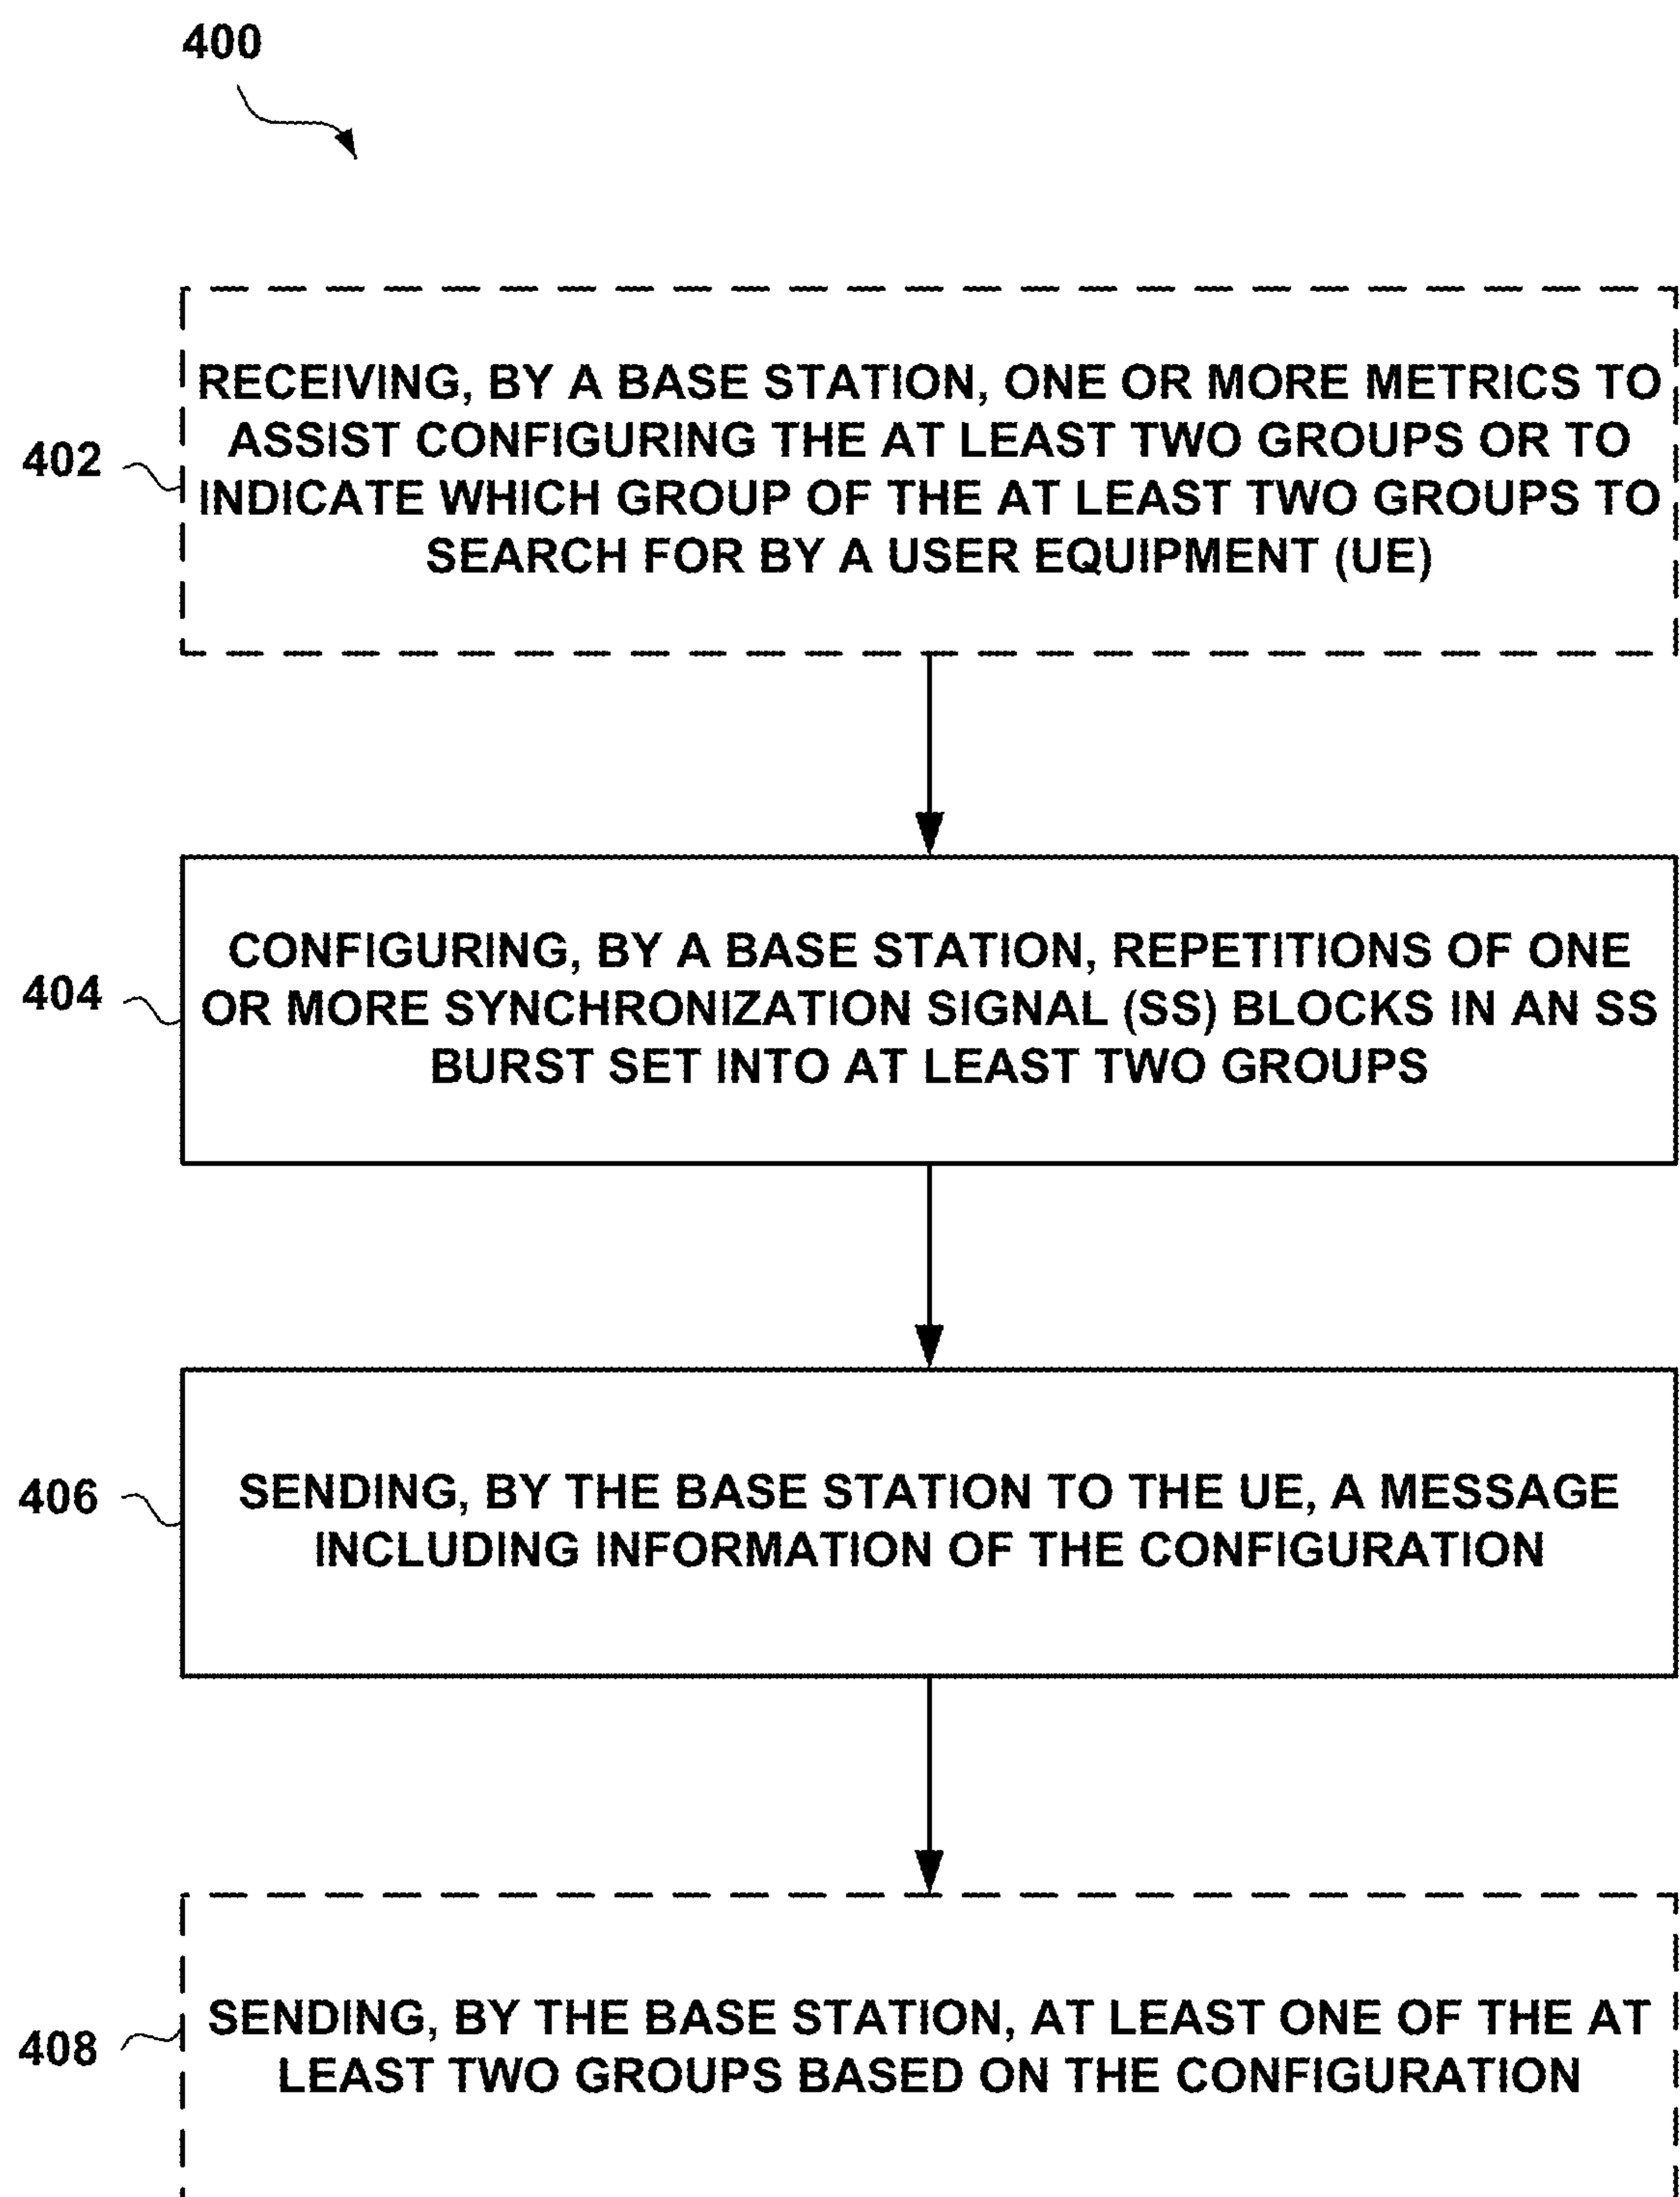 400
402
RECEIVING, BY A BASE STATION, ONE OR MORE METRICS TO
ASSIST CONFIGURING THE AT LEAST TWO GROUPS OR TO
INDICATE WHICH GROUP OF THE AT LEAST TWO GROUPS TO
SEARCH FOR BY A USER EQUIPMENT (UE)
404
CONFIGURING, BY A BASE STATION, REPETITIONS OF ONE
OR MORE SYNCHRONIZATION SIGNAL (SS) BLOCKS IN AN SS
BURST SET INTO AT LEAST TWO GROUPS
406
SENDING, BY THE BASE STATION TO THE UE, A MESSAGE
INCLUDING INFORMATION OF THE CONFIGURATION
408
SENDING, BY THE BASE STATION, AT LEAST ONE OF THE AT
LEAST TWO GROUPS BASED ON THE CONFIGURATION